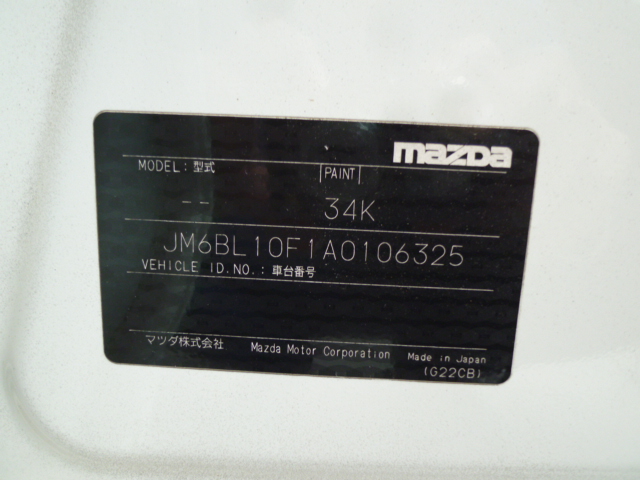 mazda
MODEL: 型式 PAINT
-- 34K
JM6BL10F1A0106325
VEHICLE ID.NO.: 車台番号
マツダ株式会社 Mazda Motor Corporation Made in Japan
(G22CB)